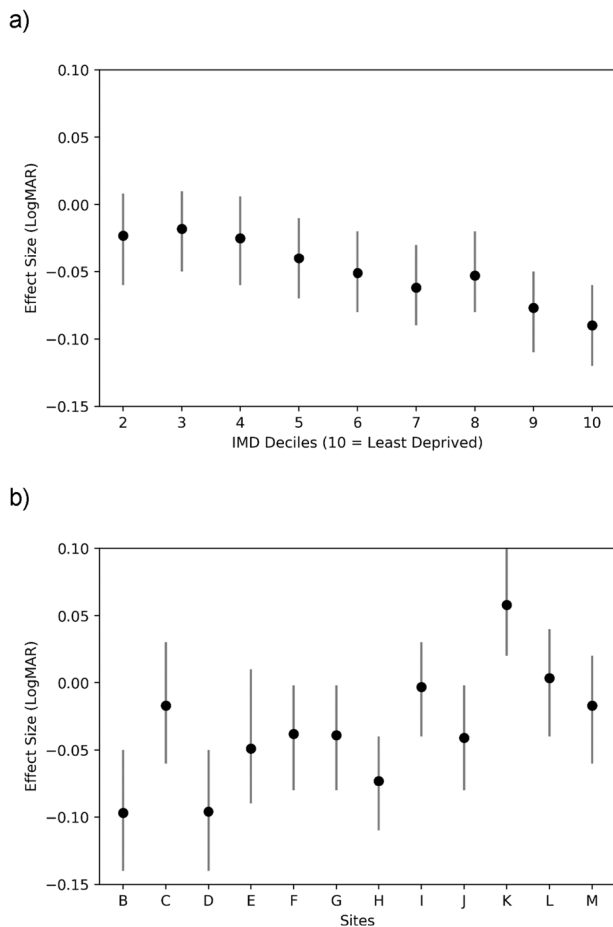 a)
0.10
0.05
0.00
−0.05
−0.10
−0.15
Effect Size (LogMAR)
2 3 4 5 6 7 8 9 10
IMD Deciles (10 = Least Deprived)
b)
0.10
0.05
0.00
−0.05
−0.10
−0.15
Effect Size (LogMAR)
B C D E F G H I J K L M
Sites